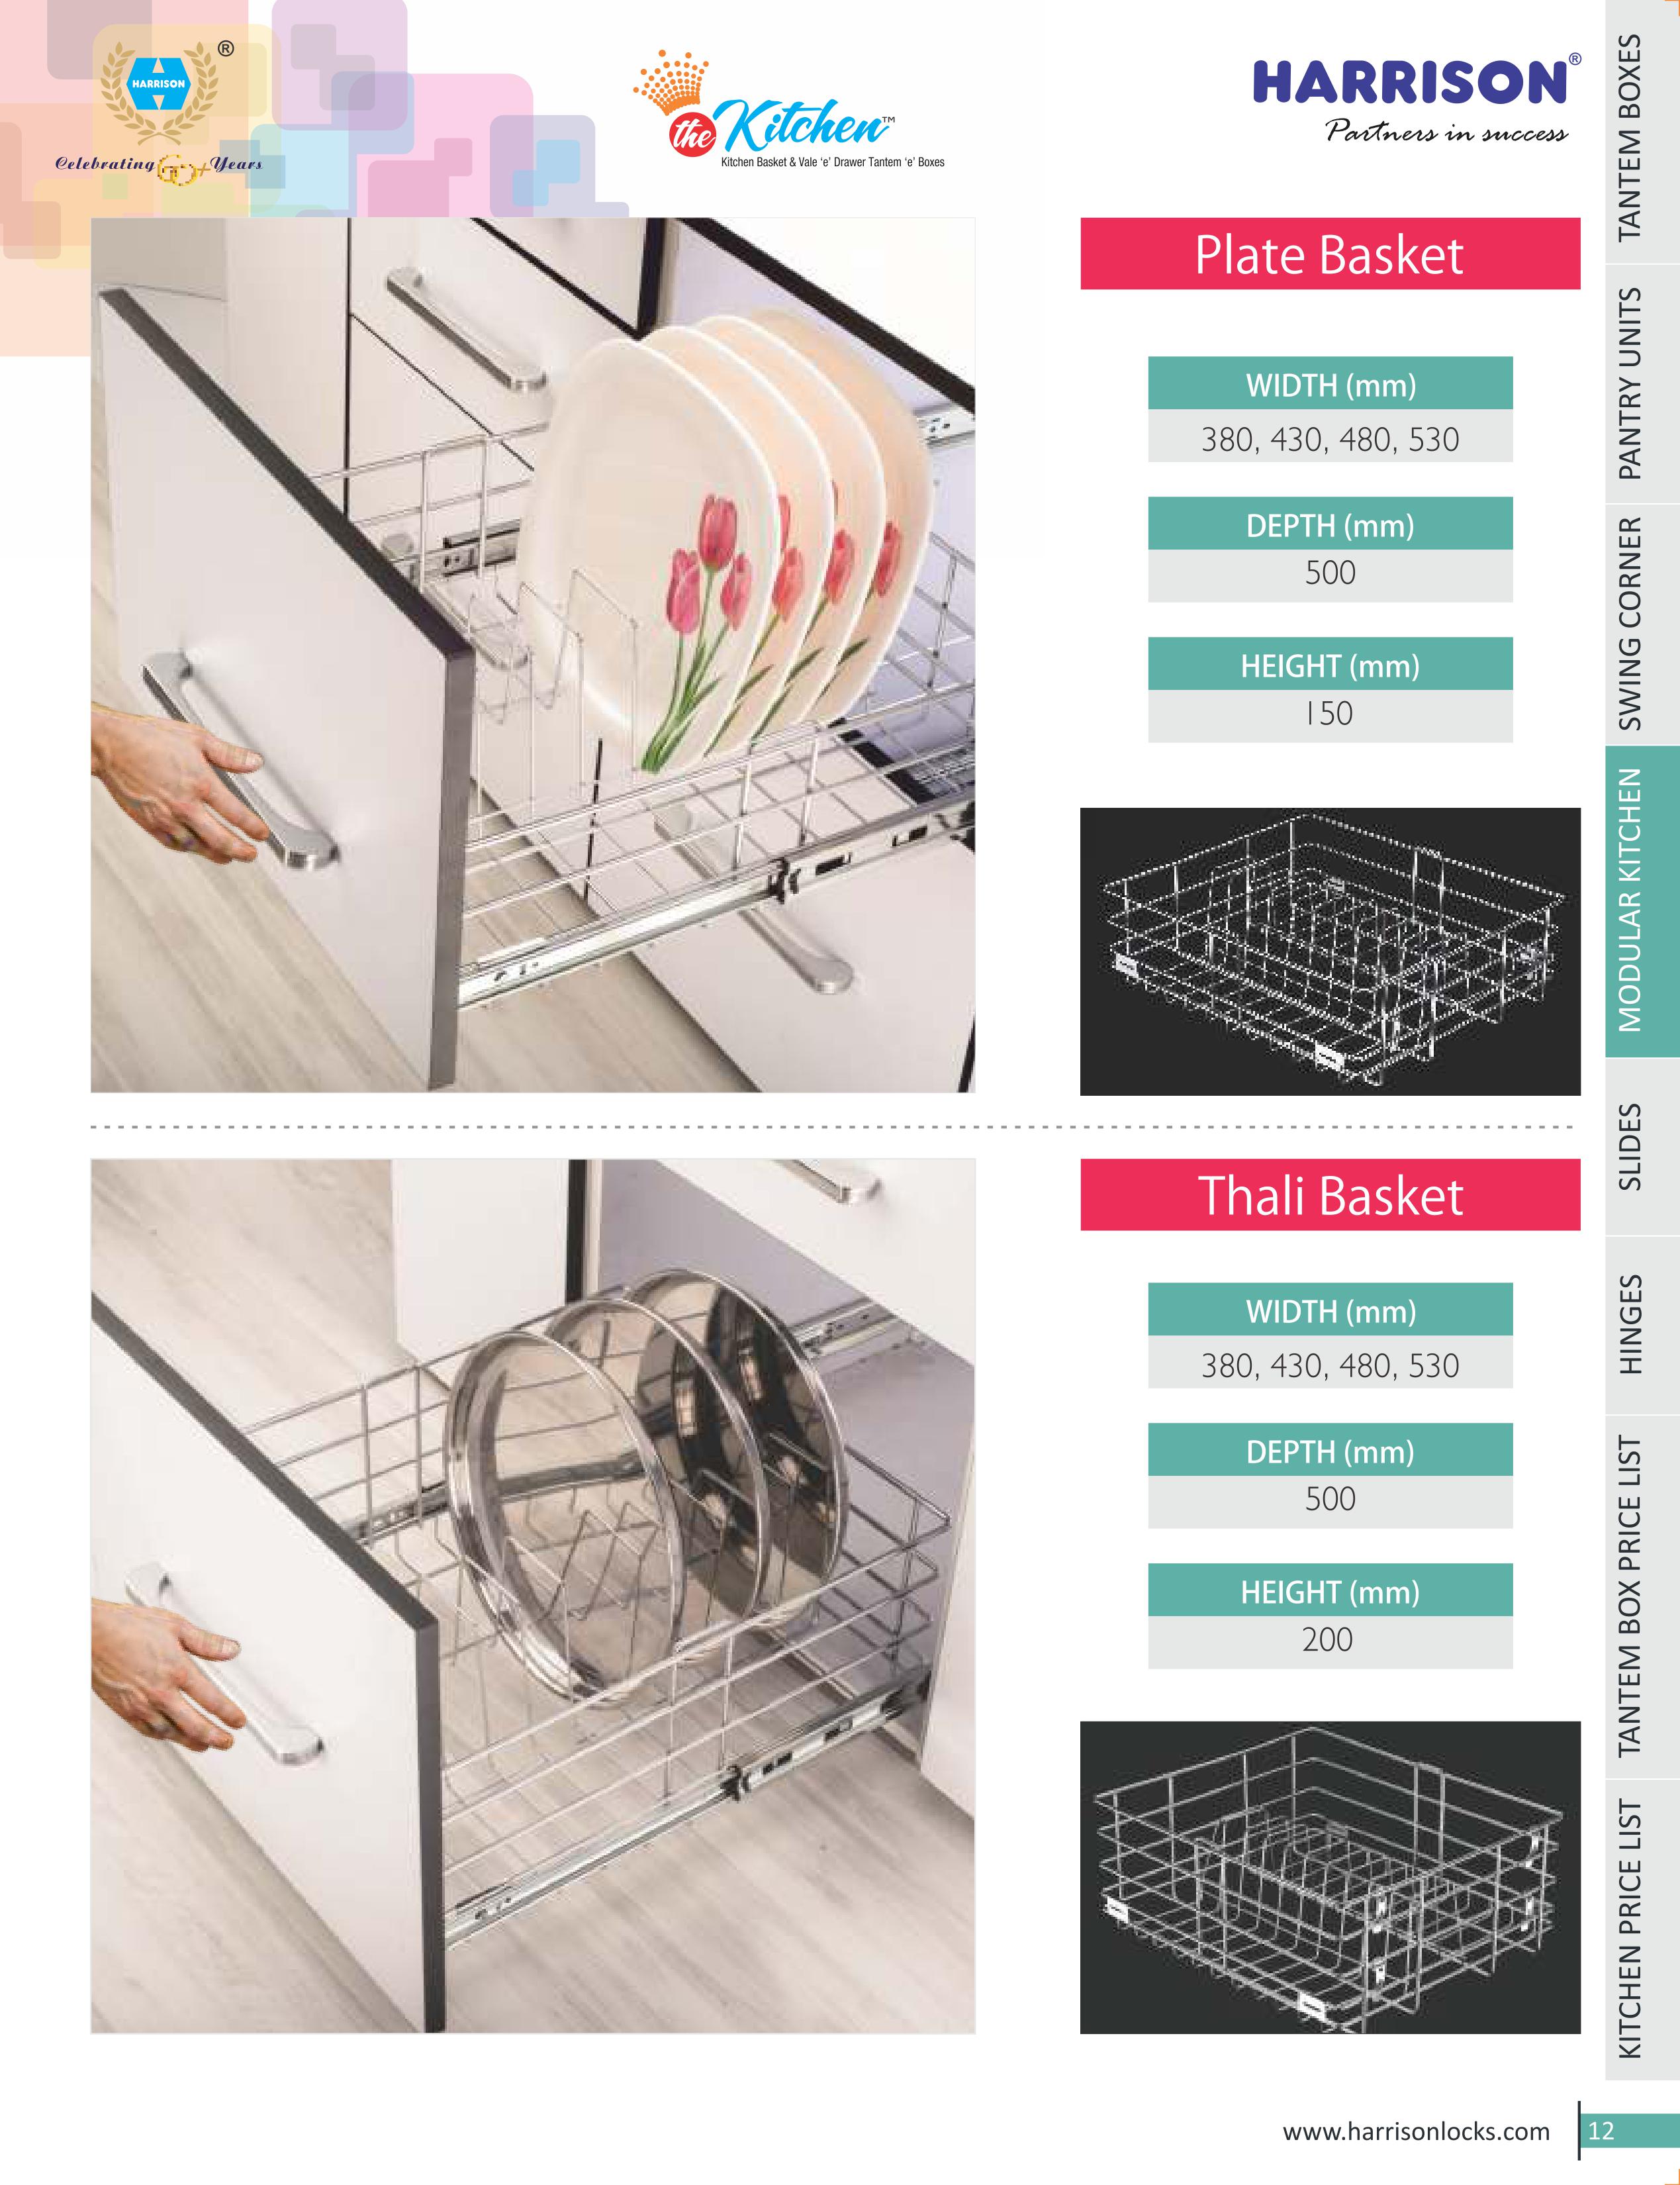 HARRISON
®
Celebrating 60+ Years
the Kitchen™
Kitchen Basket & Vale ‘e’ Drawer Tantem ‘e’ Boxes
HARRISON®
Partners in success
Plate Basket
WIDTH (mm)
380, 430, 480, 530
DEPTH (mm)
500
HEIGHT (mm)
150
Thali Basket
WIDTH (mm)
380, 430, 480, 530
DEPTH (mm)
500
HEIGHT (mm)
200
TANTEM BOXES
PANTRY UNITS
SWING CORNER
MODULAR KITCHEN
SLIDES
HINGES
TANTEM BOX PRICE LIST
KITCHEN PRICE LIST
www.harrisonlocks.com
12